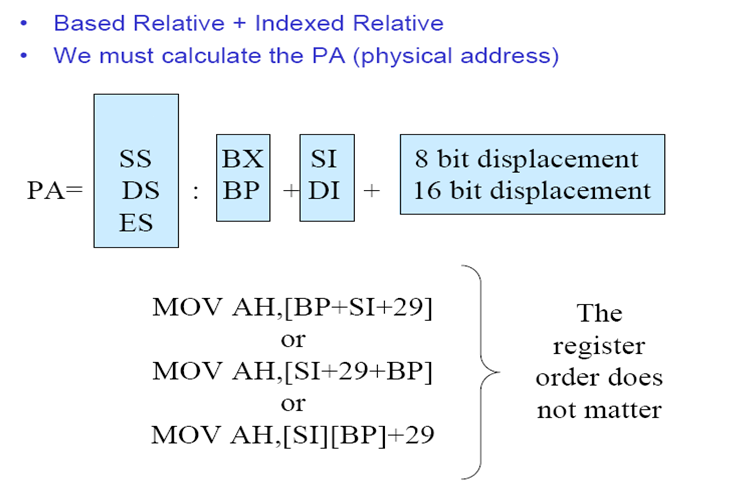 • Based Relative + Indexed Relative
• We must calculate the PA (physical address)
SS BX SI 8 bit displacement
PA= DS : BP + DI + 16 bit displacement
ES
MOV AH,[BP+SI+29]
or
MOV AH,[SI+29+BP]
or
MOV AH,[SI][BP]+29
The
register
order does
not matter